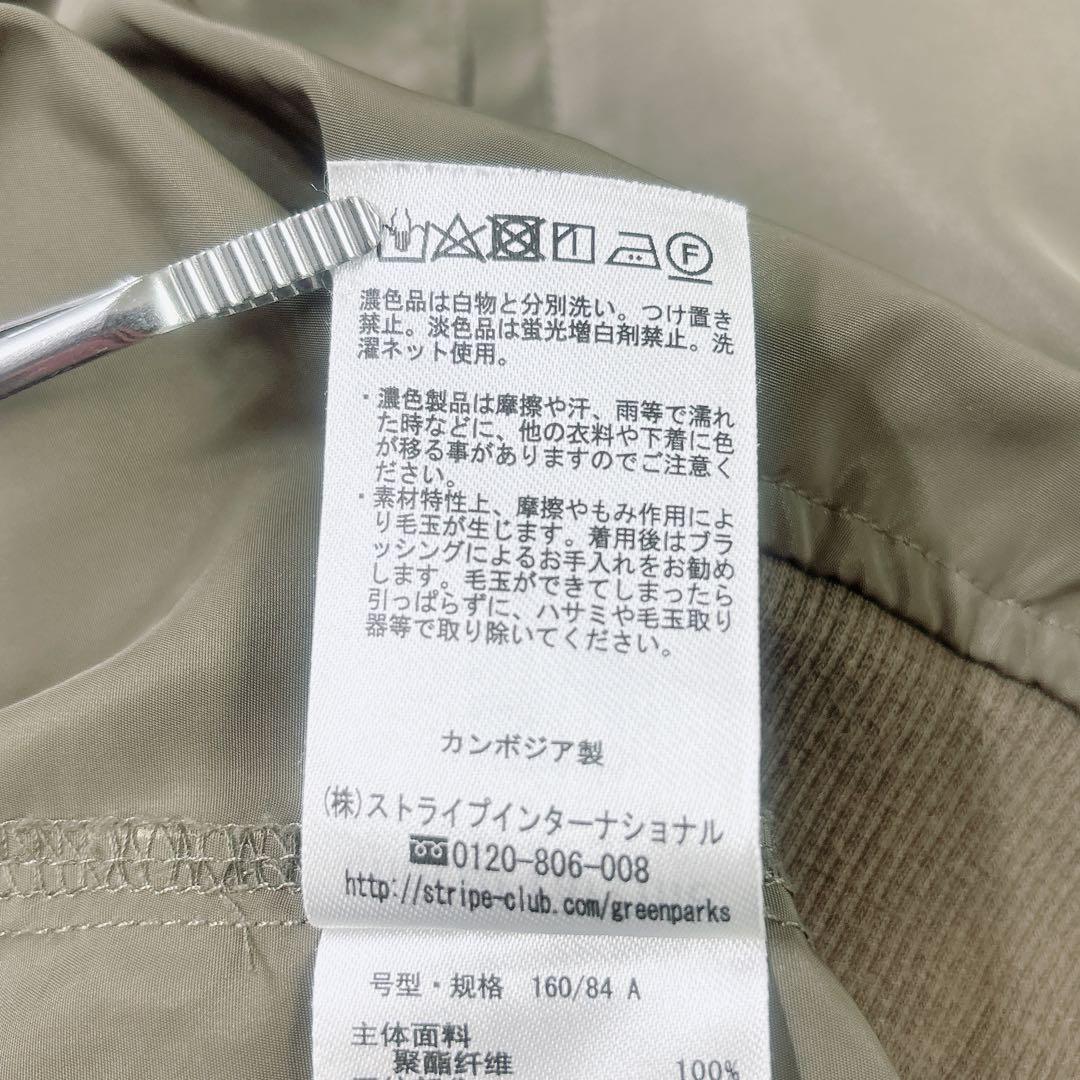 F
濃色品は白物と分別洗い。つけ置き
禁止。淡色品は蛍光増白剤禁止。洗
濯ネット使用。
・濃色製品は摩擦や汗、雨等で濡れ
た時などに、他の衣料や下着に色
が移る事がありますのでご注意く
ださい。
・素材特性上、摩擦やもみ作用によ
り毛玉が生じます。着用後はブラ
ッシングによるお手入れをお勧め
します。毛玉ができてしまったら
引っぱらずに、ハサミや毛玉取り
器等で取り除いてください。
カンボジア製
(株)ストライプインターナショナル
0120-806-008
http://stripe-club.com/greenparks
号型・规格 160/84 A
主体面料
聚酯纤维 100%